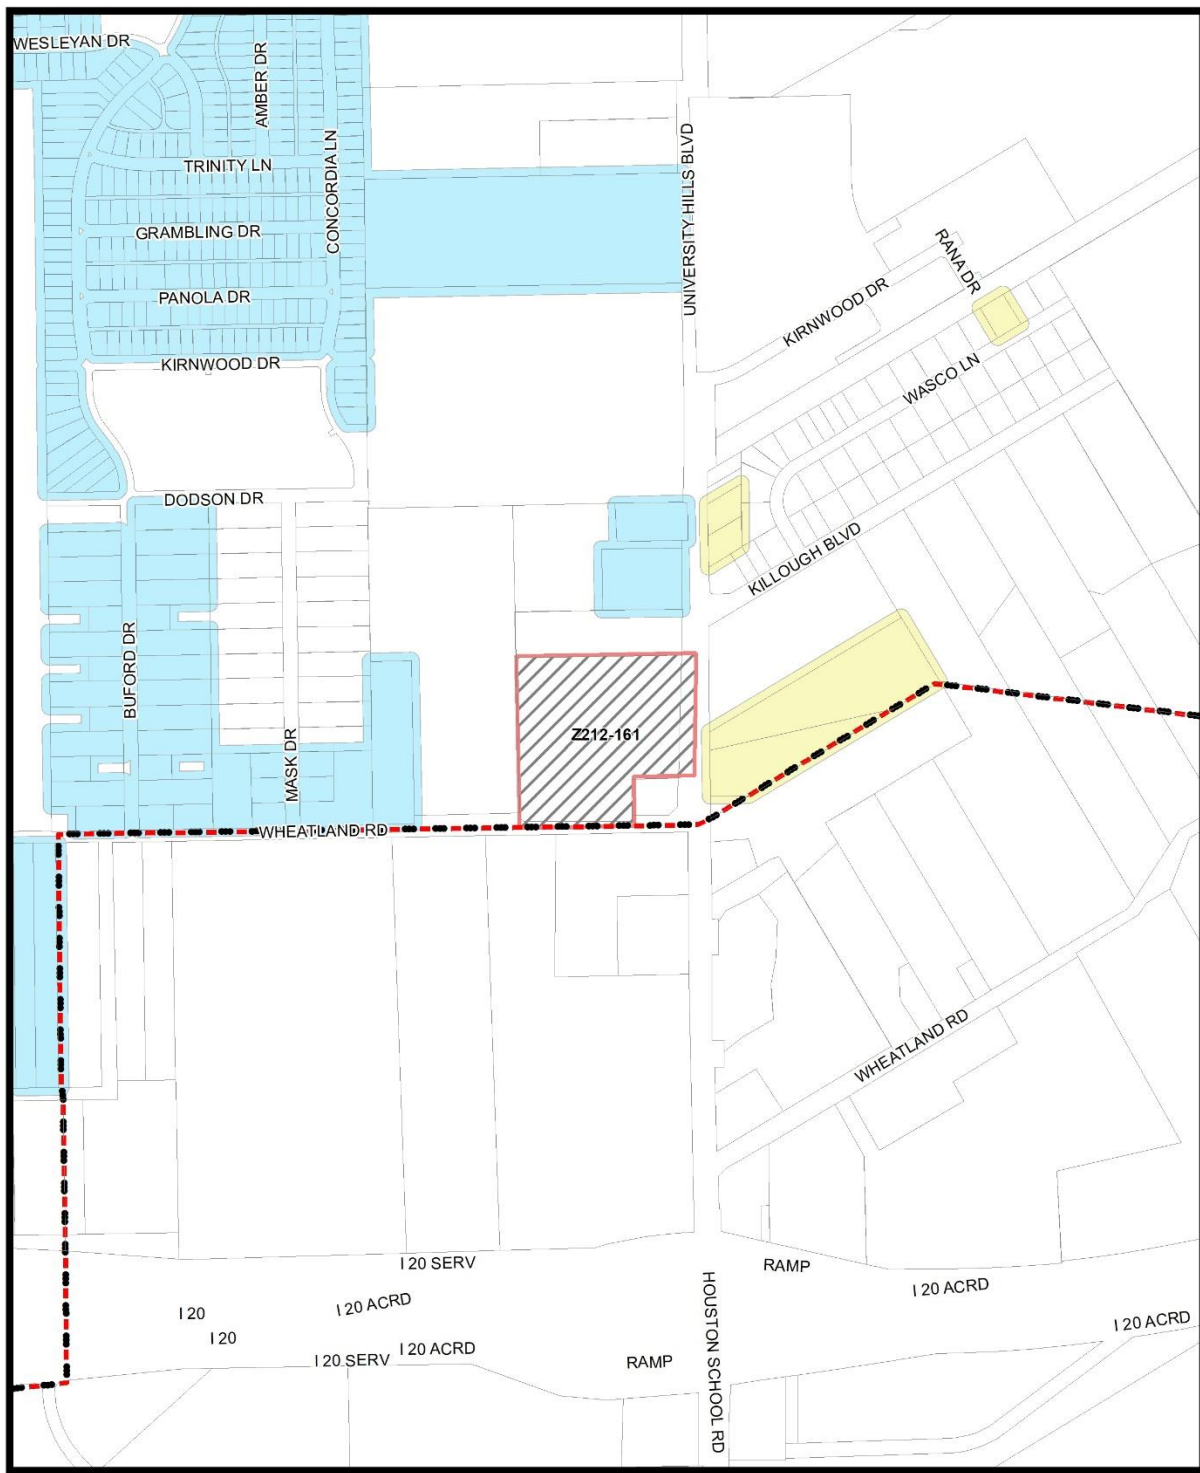 WESLEYAN DR
AMBER DR
CONCORDIA LN
TRINITY LN
UNIVERSITY HILLS BLVD
GRAMBLING DR
RANA DR
PANOLA DR
KIRNWOOD DR
KIRNWOOD DR
WASCO LN
DODSON DR
KILLOUGH BLVD
BUFORD DR
MASK DR
Z212-161
WHEATLAND RD
WHEATLAND RD
I 20 SERV
RAMP
I 20 ACRD
I 20 ACRD
I 20
I 20
I 20 ACRD
I 20 ACRD
I 20 SERV
RAMP
HOUSTON SCHOOL RD